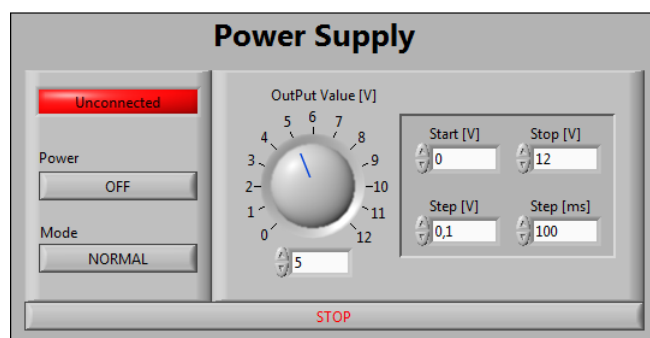 Power Supply
Unconnected
Power
OFF
Mode
NORMAL
OutPut Value [V]
0
1
2
3
4
5
6
7
8
9
10
11
12
5
Start [V]
0
Stop [V]
12
Step [V]
0,1
Step [ms]
100
STOP